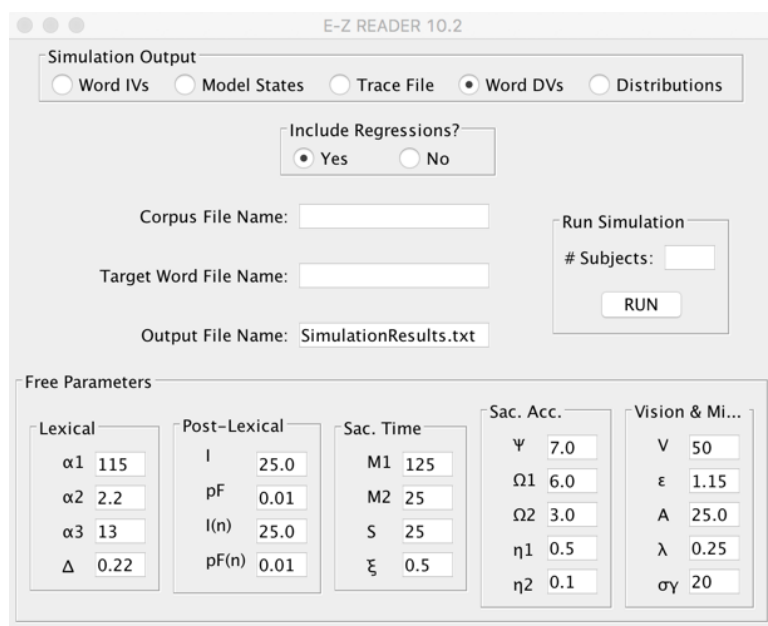 E-Z READER 10.2
Simulation Output
Word IVs Model States Trace File Word DVs Distributions
Include Regressions?
Yes No
Corpus File Name:
Target Word File Name:
Output File Name: SimulationResults.txt
Run Simulation
# Subjects:
RUN
Free Parameters
Lexical
α1 115
α2 2.2
α3 13
Δ 0.22
Post-Lexical
I 25.0
pF 0.01
I(n) 25.0
pF(n) 0.01
Sac. Time
M1 125
M2 25
S 25
ξ 0.5
Sac. Acc.
Ψ 7.0
Ω1 6.0
Ω2 3.0
η1 0.5
η2 0.1
Vision & Mi...
V 50
ε 1.15
A 25.0
λ 0.25
σγ 20